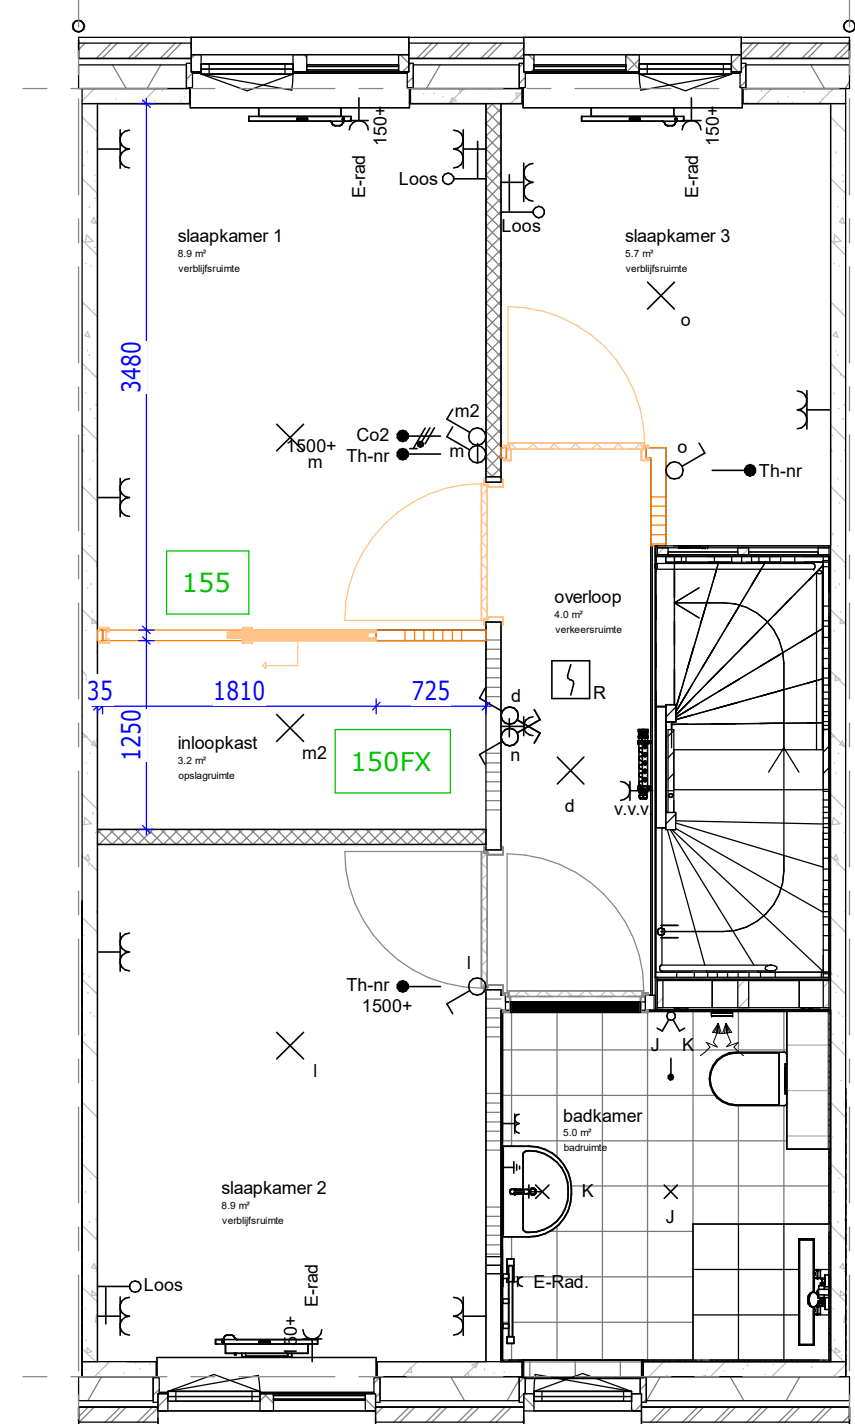 150+
E-rad
150+
E-rad
Loos
Loos
slaapkamer 1
8.9 m²
verblijfsruimte
slaapkamer 3
5.7 m²
verblijfsruimte
o
3480
m2
Co2
1500+
m
Th-nr
m
o
Th-nr
155
overloop
4.0 m²
verkeersruimte
R
35
1810
725
d
1250
inloopkast
3.2 m²
opslagruimte
m2
150FX
n
d
v.v.v
l
Th-nr
1500+
l
J
K
badkamer
5.0 m²
badruimte
K
J
slaapkamer 2
8.9 m²
verblijfsruimte
Loos
E-rad
E-Rad.